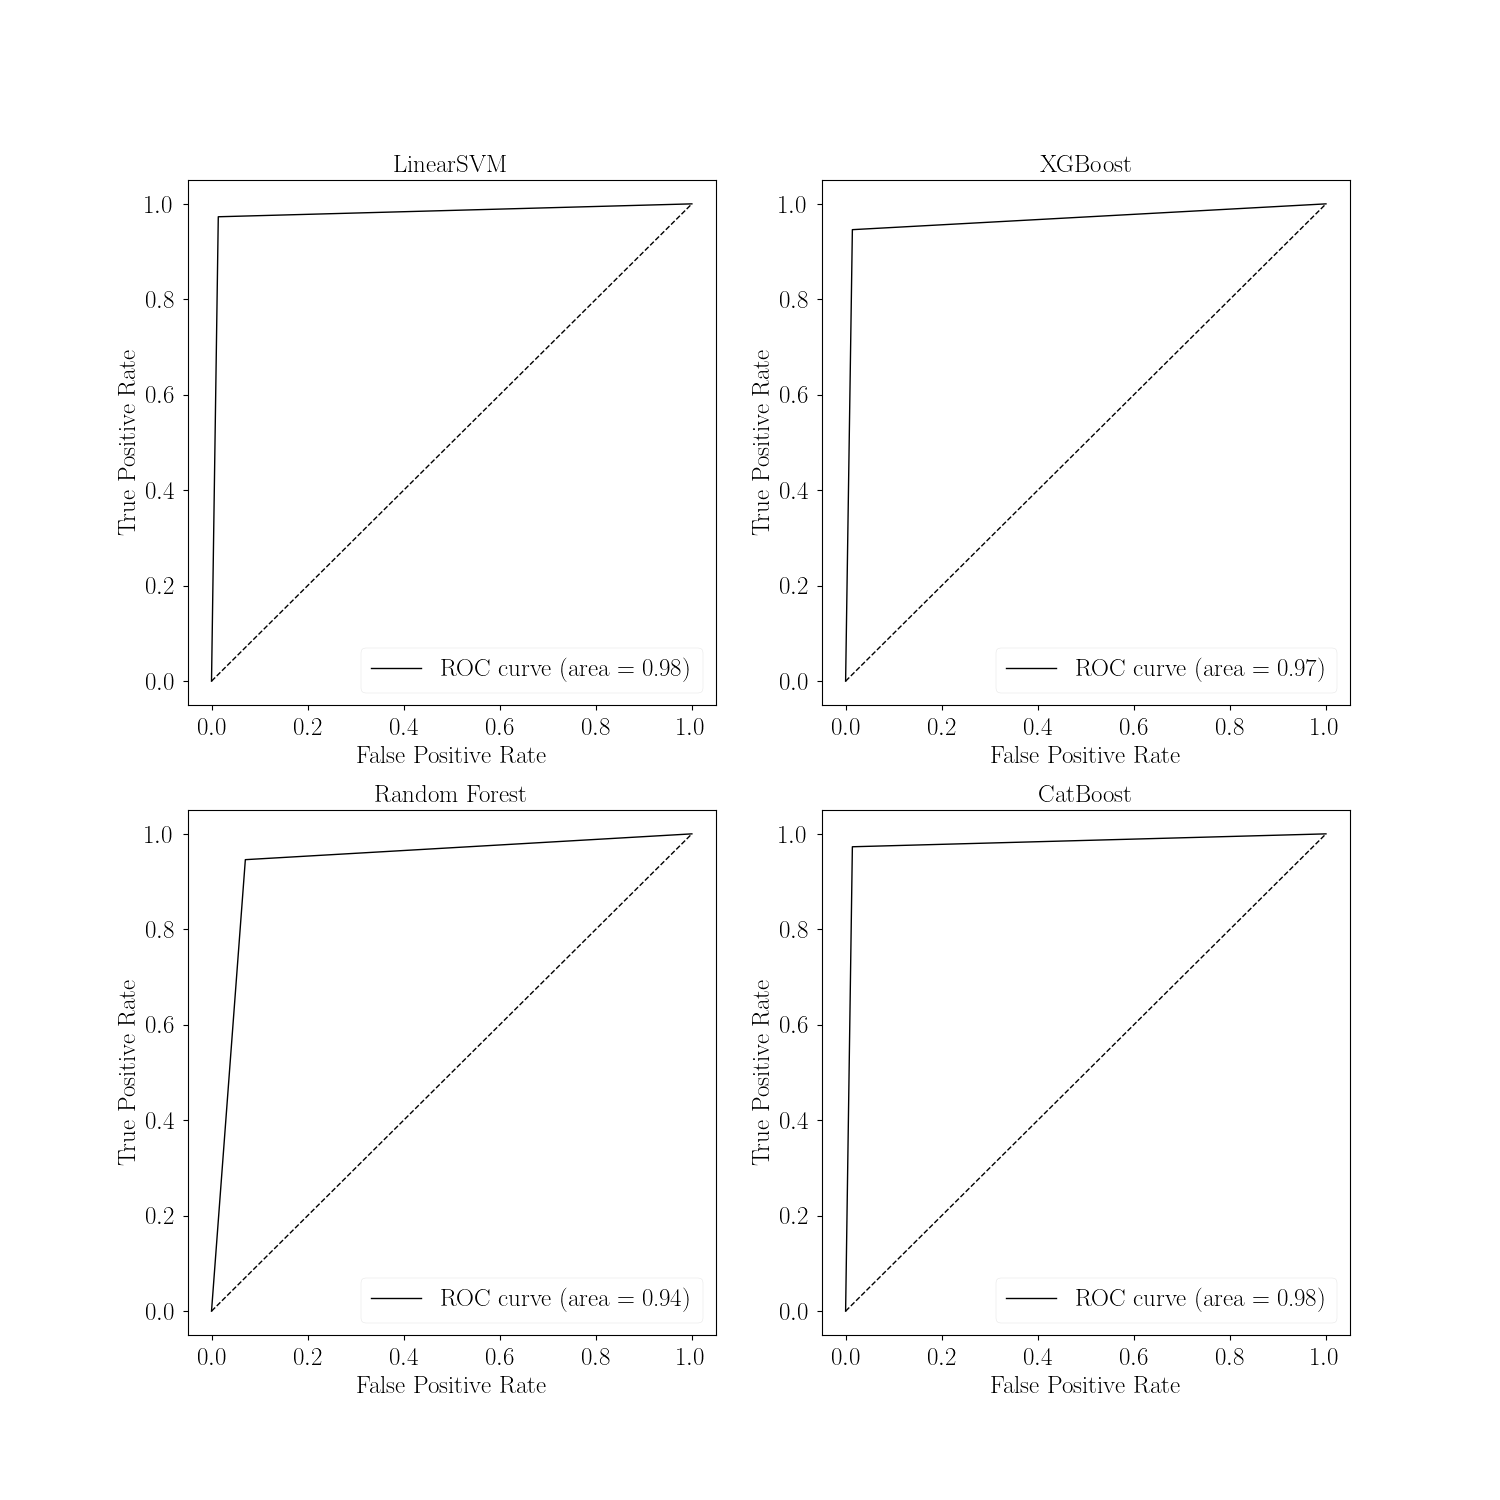 LinearSVM
1.0
0.8
0.6
0.4
0.2
0.0
True Positive Rate
ROC curve (area = 0.98)
0.0 0.2 0.4 0.6 0.8 1.0
False Positive Rate
XGBoost
1.0
0.8
0.6
0.4
0.2
0.0
True Positive Rate
ROC curve (area = 0.97)
0.0 0.2 0.4 0.6 0.8 1.0
False Positive Rate
Random Forest
1.0
0.8
0.6
0.4
0.2
0.0
True Positive Rate
ROC curve (area = 0.94)
0.0 0.2 0.4 0.6 0.8 1.0
False Positive Rate
CatBoost
1.0
0.8
0.6
0.4
0.2
0.0
True Positive Rate
ROC curve (area = 0.98)
0.0 0.2 0.4 0.6 0.8 1.0
False Positive Rate